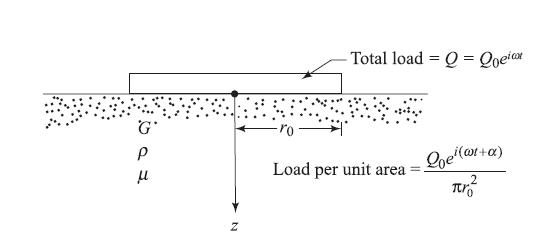 Total load = Q = Q₀e^{iωt}
G
r₀
ρ
μ
Load per unit area = Q₀e^{i(ωt+α)} / πr₀²
z